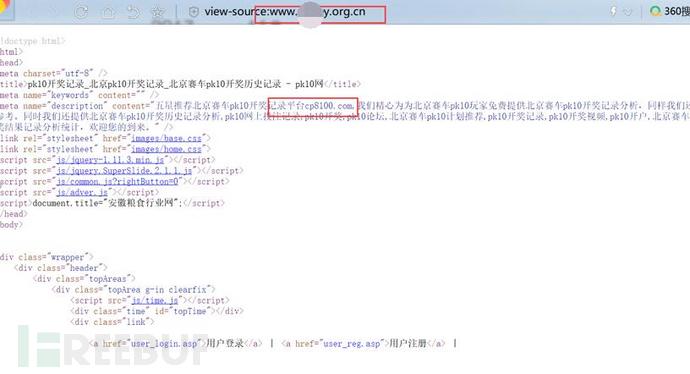 view-source:www. y.org.cn
360搜
!doctype html>
html>
head>
meta charset="utf-8" />
title>pk10开奖记录_北京pk10开奖记录_北京赛车pk10开奖历史记录 - pk10网</title>
meta name="keywords" content="" />
meta name="description" content="五星推荐北京赛车pk10开奖记录平台cp8100.com,我们精心为为北京赛车pk10玩家免费提供北京赛车pk10开奖记录分析，同样我们还
参考。同时我们还提供北京赛车pk10开奖历史记录分析,pk10网上投注记录,pk10开奖,pk10论坛,北京赛车pk10计划推荐,pk10开奖记录,pk10开奖视频,pk10开户,北京赛车
奖结果记录分析统计，欢迎您的到来。" />
link rel="stylesheet" href="images/base.css">
link rel="stylesheet" href="images/home.css">
script src="js/jquery-1.11.3.min.js"></script>
script src="js/jquery.SuperSlide.2.1.1.js"></script>
script src="js/common.js?rightButton=0"></script>
script src="js/adver.js"></script>
script>document.title="安徽粮食行业网";</script>
/head>
body>
div class="wrapper">
<div class="header">
<div class="topAreas">
<div class="topArea g-in clearfix">
<script src="js/time.js"></script>
<div class="time" id="topTime"></div>
<div class="link">
<a href="user_login.asp">用户登录</a> | <a href="user_reg.asp">用户注册</a> |
FREEBUF